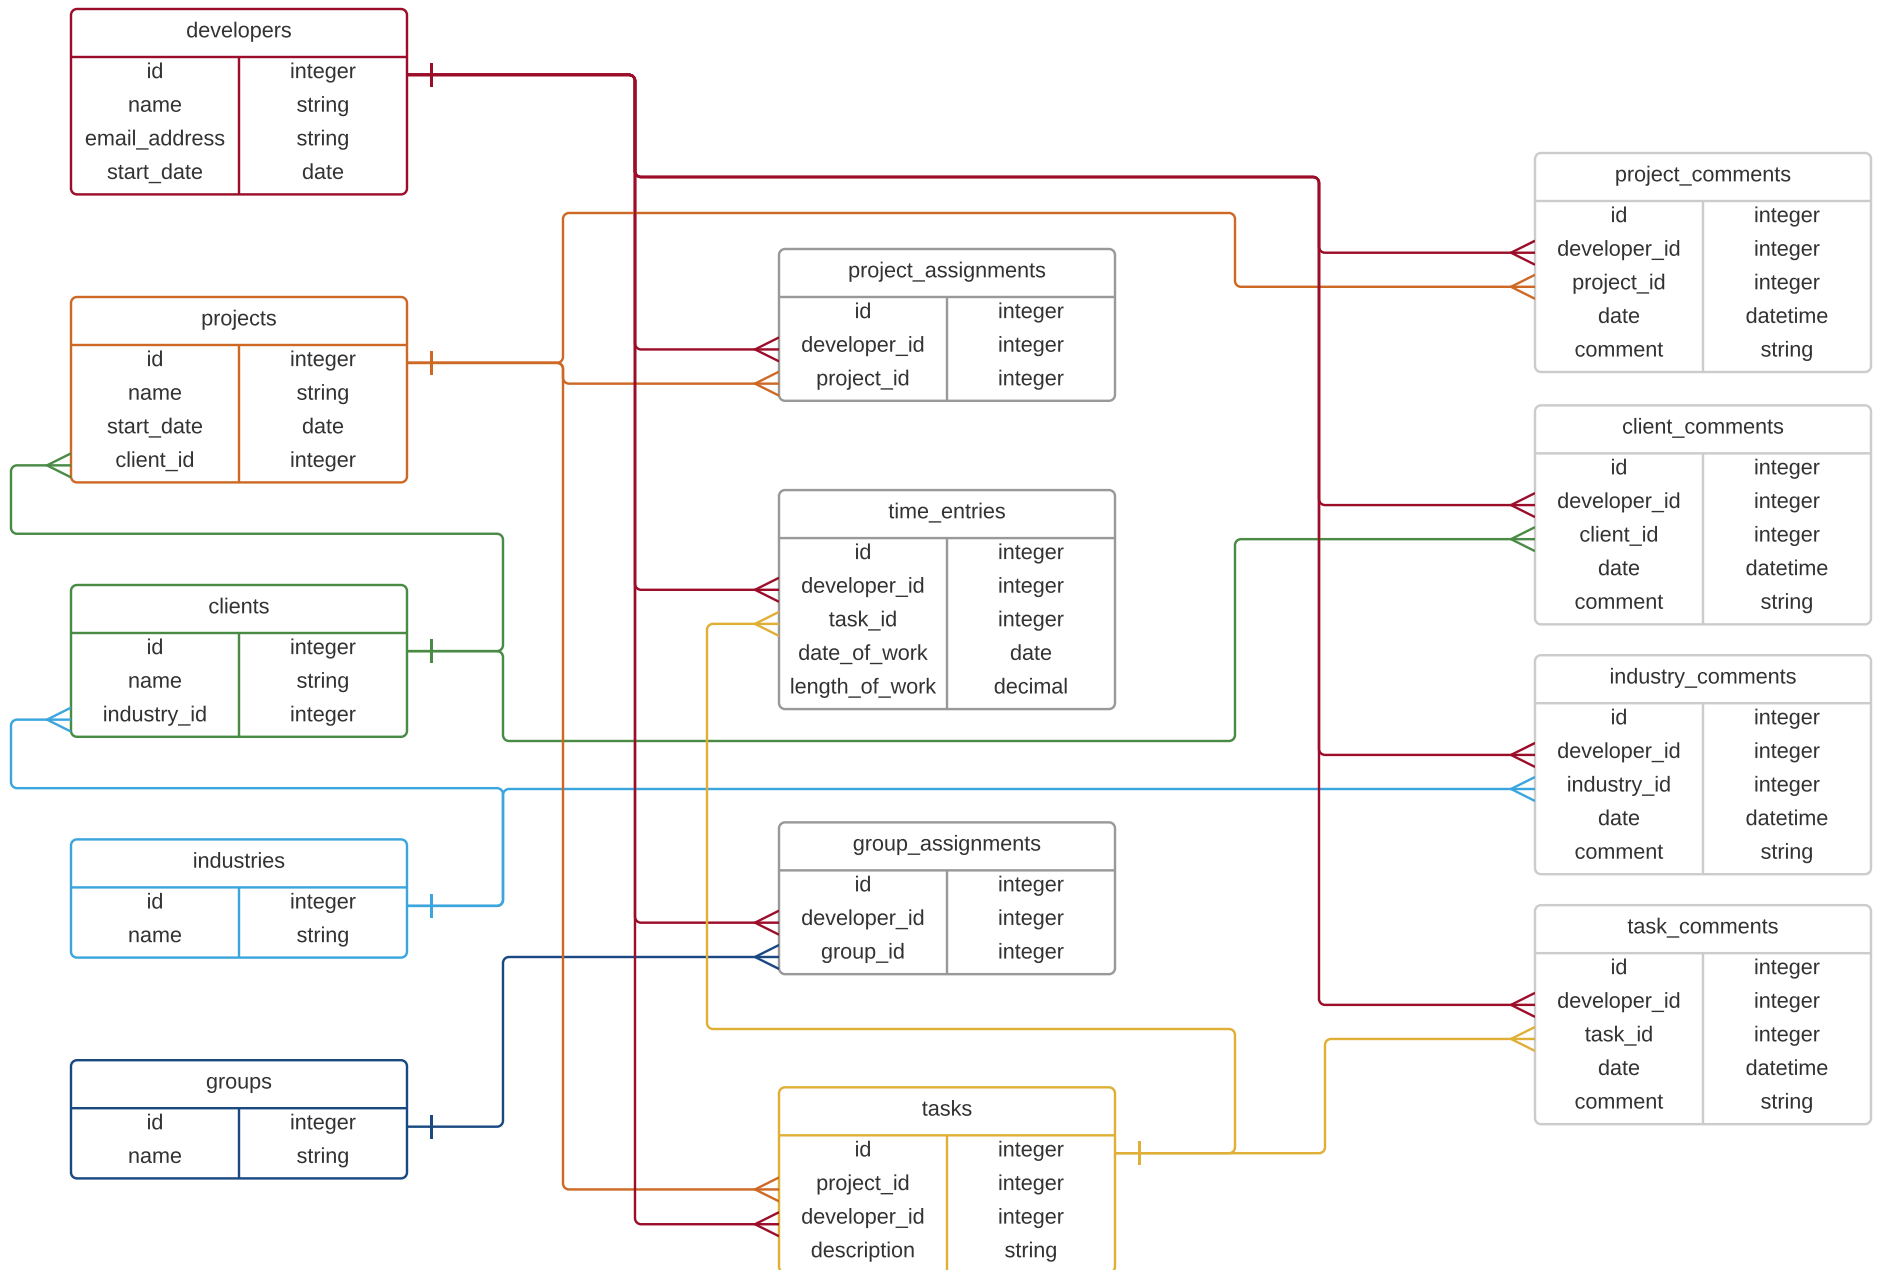 developers
id integer
name string
email_address string
start_date date
projects
id integer
name string
start_date date
client_id integer
clients
id integer
name string
industry_id integer
industries
id integer
name string
groups
id integer
name string
project_assignments
id integer
developer_id integer
project_id integer
time_entries
id integer
developer_id integer
task_id integer
date_of_work date
length_of_work decimal
group_assignments
id integer
developer_id integer
group_id integer
tasks
id integer
project_id integer
developer_id integer
description string
project_comments
id integer
developer_id integer
project_id integer
date datetime
comment string
client_comments
id integer
developer_id integer
client_id integer
date datetime
comment string
industry_comments
id integer
developer_id integer
industry_id integer
date datetime
comment string
task_comments
id integer
developer_id integer
task_id integer
date datetime
comment string